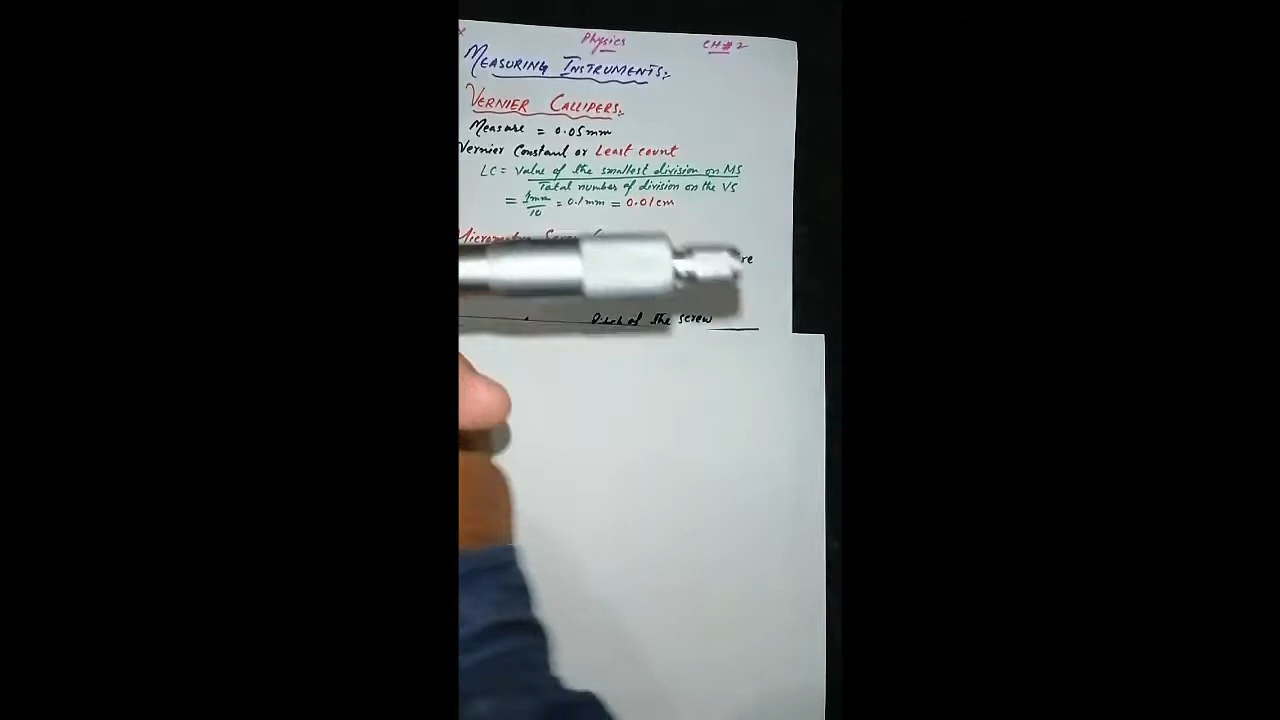 Physics CH#2
MEASURING INSTRUMENTS:
VERNIER CALLIPERS:
Measure = 0.05mm
Vernier Constant or Least count
LC = Value of the smallest division on MS
Total number of division on the VS
= 1mm/10 = 0.1mm = 0.01cm
of the screw